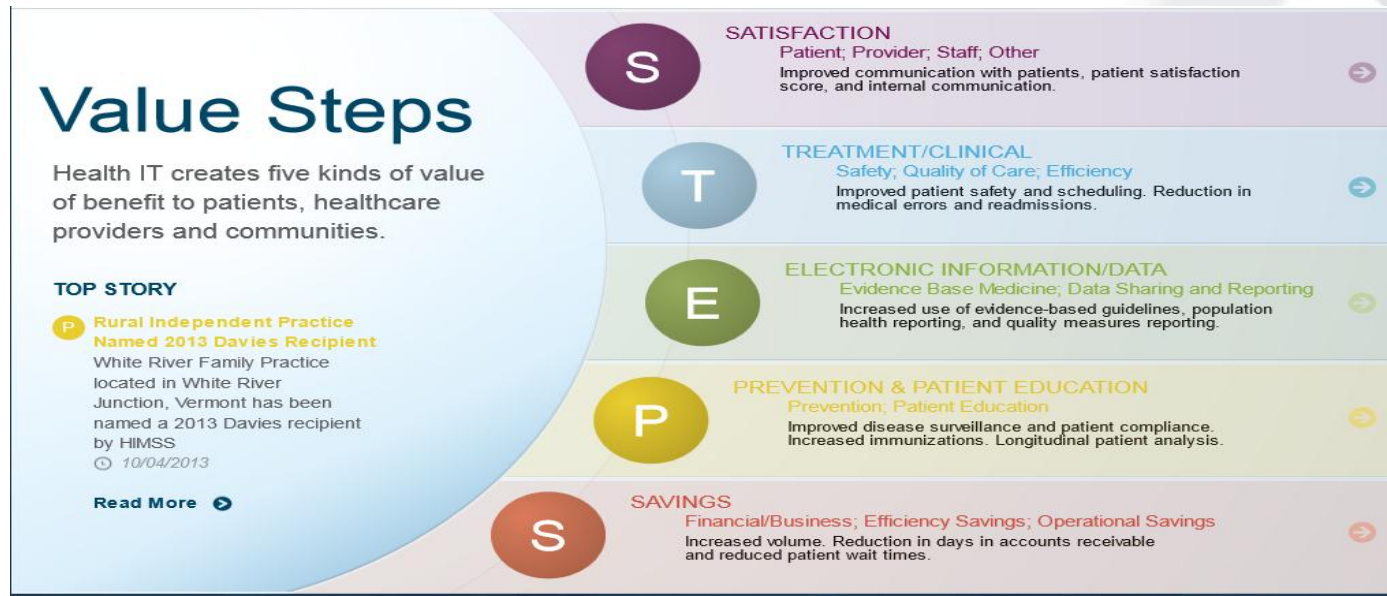 Value Steps
Health IT creates five kinds of value
of benefit to patients, healthcare
providers and communities.
TOP STORY
P Rural Independent Practice
Named 2013 Davies Recipient
White River Family Practice
located in White River
Junction, Vermont has been
named a 2013 Davies recipient
by HIMSS
10/04/2013
Read More
S
SATISFACTION
Patient; Provider; Staff; Other
Improved communication with patients, patient satisfaction
score, and internal communication.
T
TREATMENT/CLINICAL
Safety; Quality of Care; Efficiency
Improved patient safety and scheduling. Reduction in
medical errors and readmissions.
E
ELECTRONIC INFORMATION/DATA
Evidence Base Medicine; Data Sharing and Reporting
Increased use of evidence-based guidelines, population
health reporting, and quality measures reporting.
P
PREVENTION & PATIENT EDUCATION
Prevention; Patient Education
Improved disease surveillance and patient compliance.
Increased immunizations. Longitudinal patient analysis.
S
SAVINGS
Financial/Business; Efficiency Savings; Operational Savings
Increased volume. Reduction in days in accounts receivable
and reduced patient wait times.